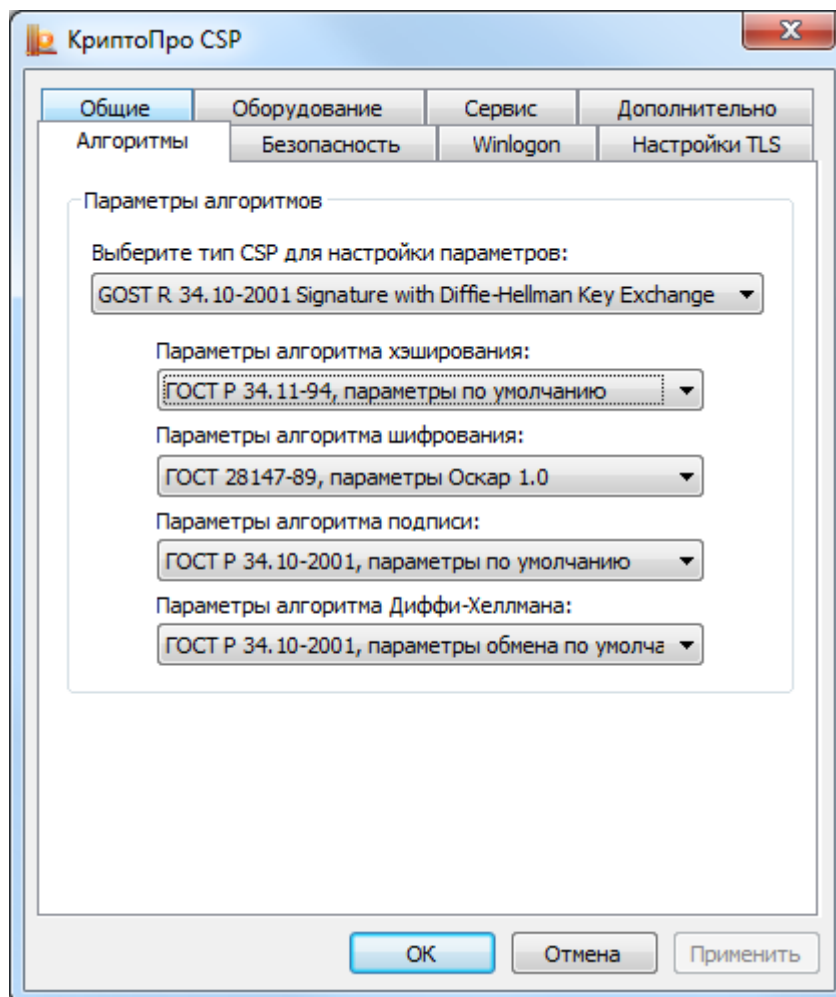 КриптоПро CSP
Общие Оборудование Сервис Дополнительно
Алгоритмы Безопасность Winlogon Настройки TLS
Параметры алгоритмов
Выберите тип CSP для настройки параметров:
GOST R 34.10-2001 Signature with Diffie-Hellman Key Exchange
Параметры алгоритма хэширования:
ГОСТ Р 34.11-94, параметры по умолчанию
Параметры алгоритма шифрования:
ГОСТ 28147-89, параметры Оскар 1.0
Параметры алгоритма подписи:
ГОСТ Р 34.10-2001, параметры по умолчанию
Параметры алгоритма Диффи-Хеллмана:
ГОСТ Р 34.10-2001, параметры обмена по умолча
ОК Отмена Применить